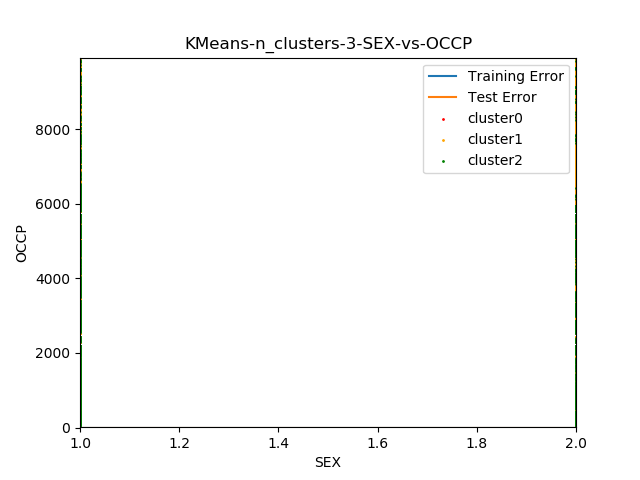 KMeans-n_clusters-3-SEX-vs-OCCP
Training Error
Test Error
cluster0
cluster1
cluster2
OCCP
8000
6000
4000
2000
0
1.0 1.2 1.4 1.6 1.8 2.0
SEX